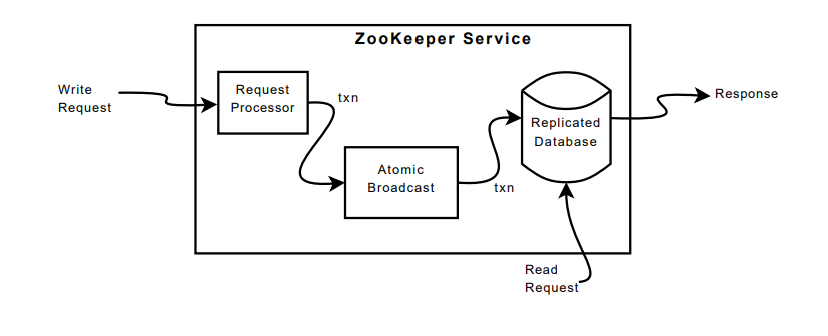 ZooKeeper Service
Write
Request
Request
Processor
txn
Atomic
Broadcast
txn
Replicated
Database
Response
Read
Request